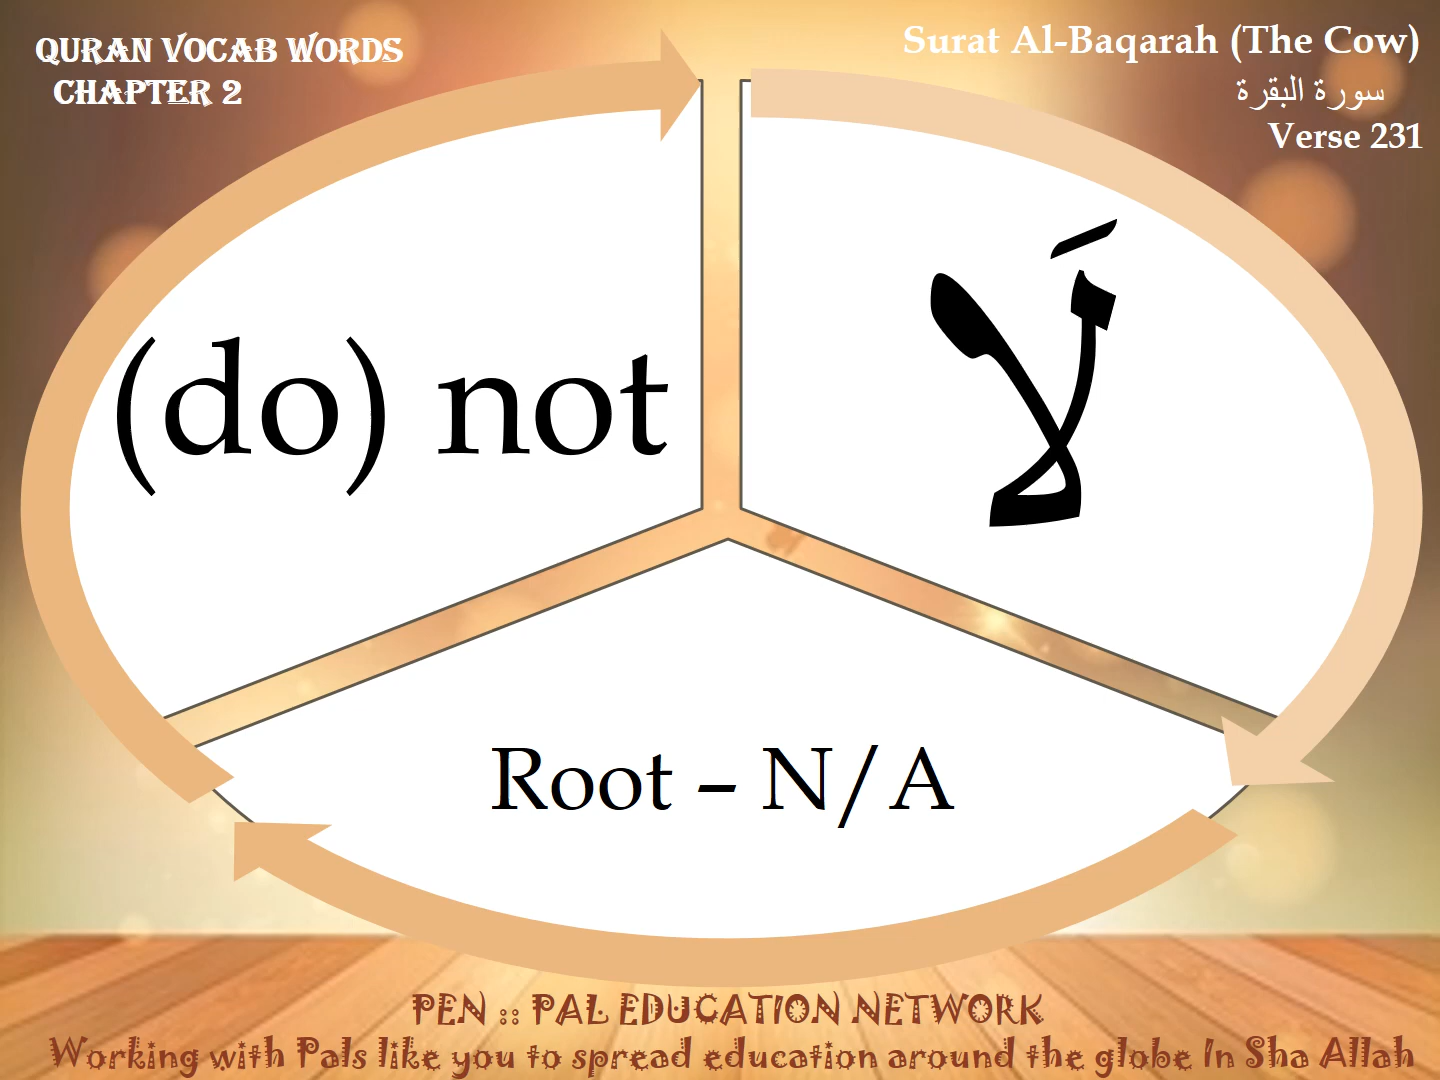 QURAN VOCAB WORDS
CHAPTER 2
Surat Al-Baqarah (The Cow)
سورة البقرة
Verse 231
(do) not
لَا
Root – N/A
PEN :: PAL EDUCATION NETWORK
Working with Pals like you to spread education around the globe In Sha Allah